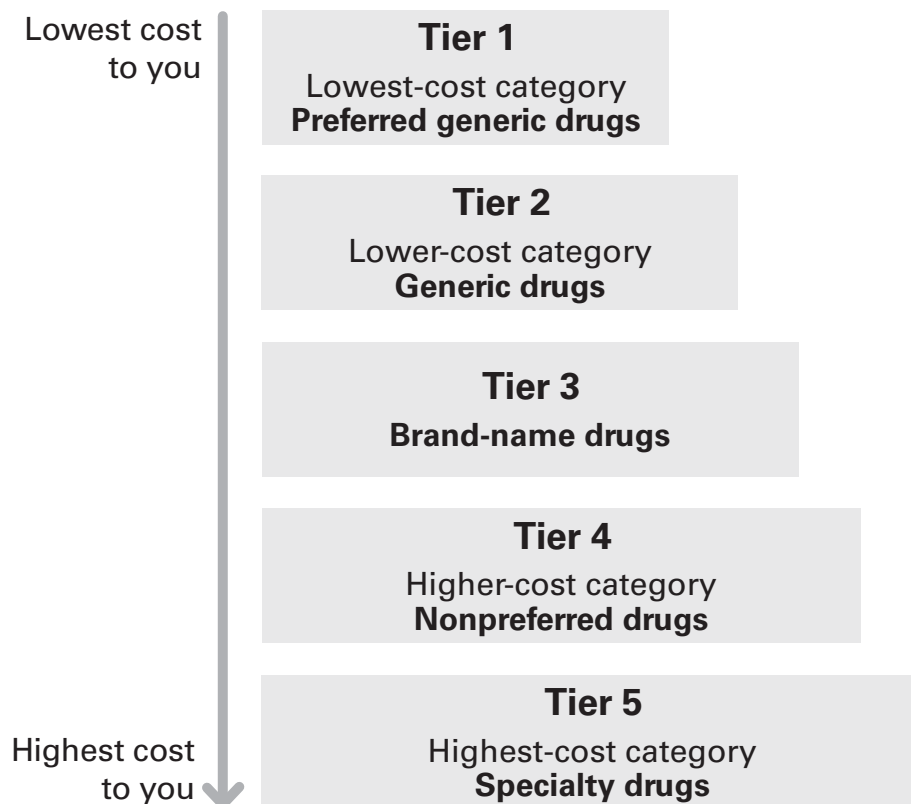 Lowest cost
to you
Tier 1
Lowest-cost category
Preferred generic drugs
Tier 2
Lower-cost category
Generic drugs
Tier 3
Brand-name drugs
Tier 4
Higher-cost category
Nonpreferred drugs
Tier 5
Highest-cost category
Specialty drugs
Highest cost
to you